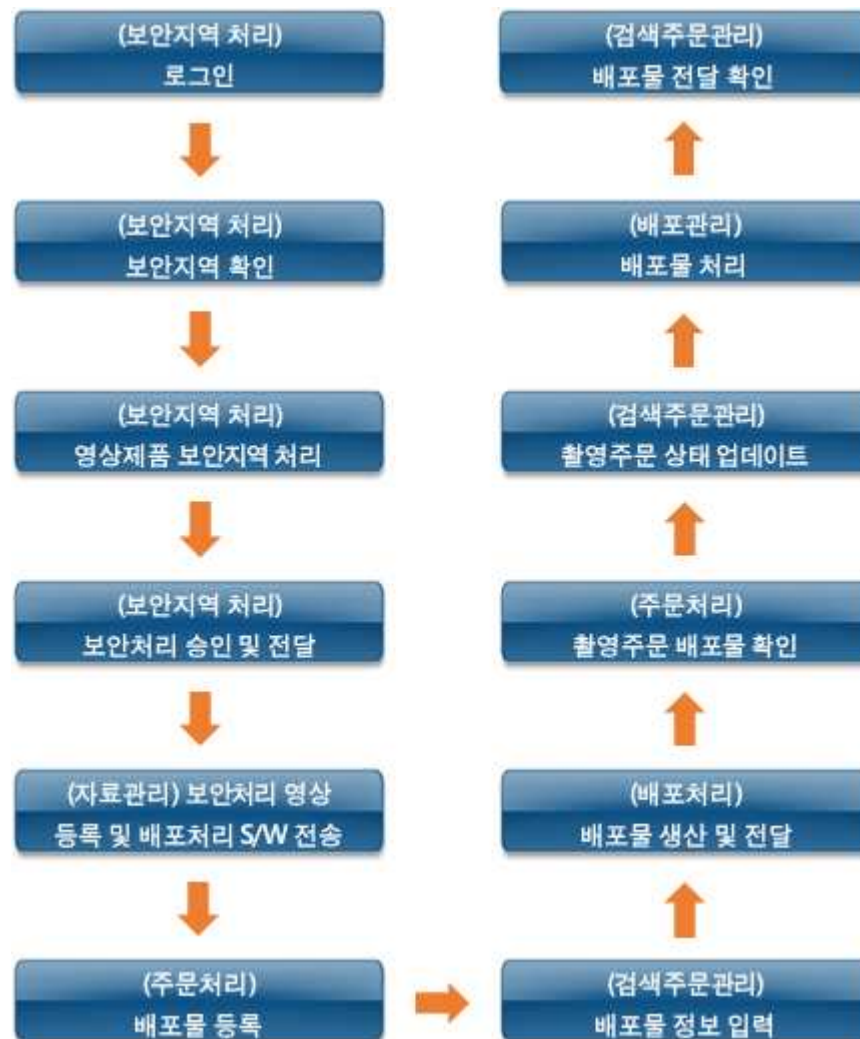 (보안지역 처리)
로그인
(보안지역 처리)
보안지역 확인
(보안지역 처리)
영상제품 보안지역 처리
(보안지역 처리)
보안처리 승인 및 전달
(자료관리) 보안처리 영상
등록 및 배포처리 S/W 전송
(주문처리)
배포물 등록
(검색주문관리)
배포물 정보 입력
(배포처리)
배포물 생산 및 전달
(주문처리)
촬영주문 배포물 확인
(검색주문관리)
촬영주문 상태 업데이트
(배포관리)
배포물 처리
(검색주문관리)
배포물 전달 확인